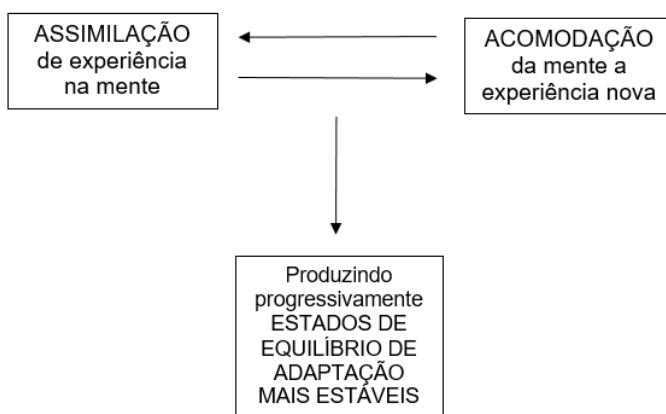 ASSIMILAÇÃO
de experiência
na mente
ACOMODAÇÃO
da mente a
experiência nova
Produzindo
progressivamente
ESTADOS DE
EQUILÍBRIO DE
ADAPTAÇÃO
MAIS ESTÁVEIS